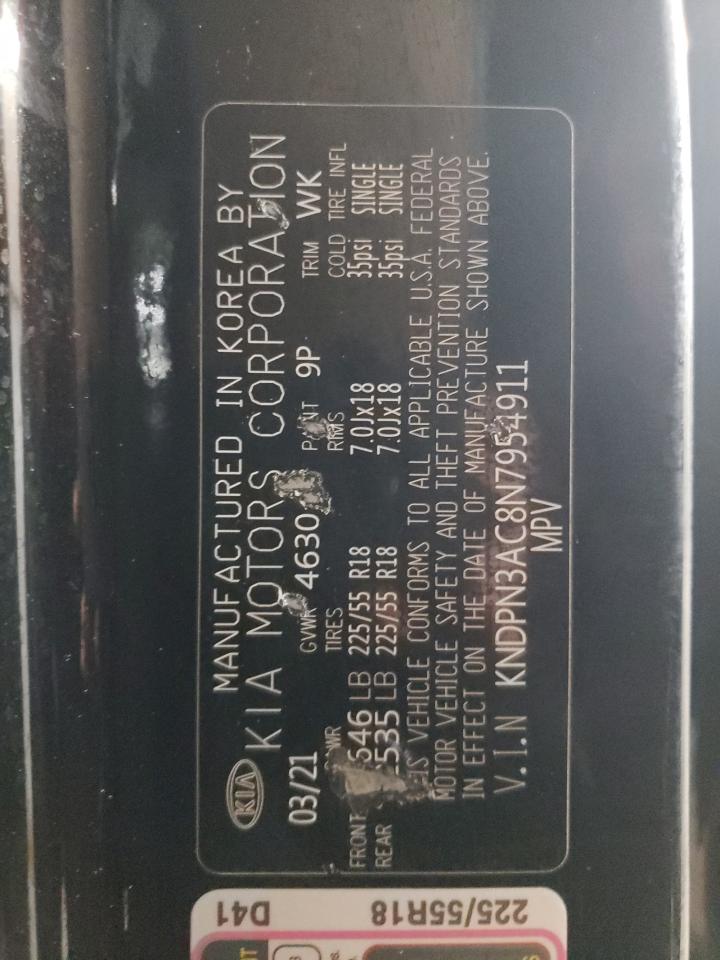 KIA
MANUFACTURED IN KOREA BY
KIA MOTORS CORPORATION
03/21 GVWR 4630 PAINT 9P TRIM WK
TIRES RIMS COLD TIRE INFL
FRONT LB 225/55 R18 7.0Jx18 35psi SINGLE
REAR LB 225/55 R18 7.0Jx18 35psi SINGLE
THIS VEHICLE CONFORMS TO ALL APPLICABLE U.S.A. FEDERAL
MOTOR VEHICLE SAFETY AND THEFT PREVENTION STANDARDS
IN EFFECT ON THE DATE OF MANUFACTURE SHOWN ABOVE.
V.I.N KNDPN3AC8N7954911
MPV
D41
225/55R18